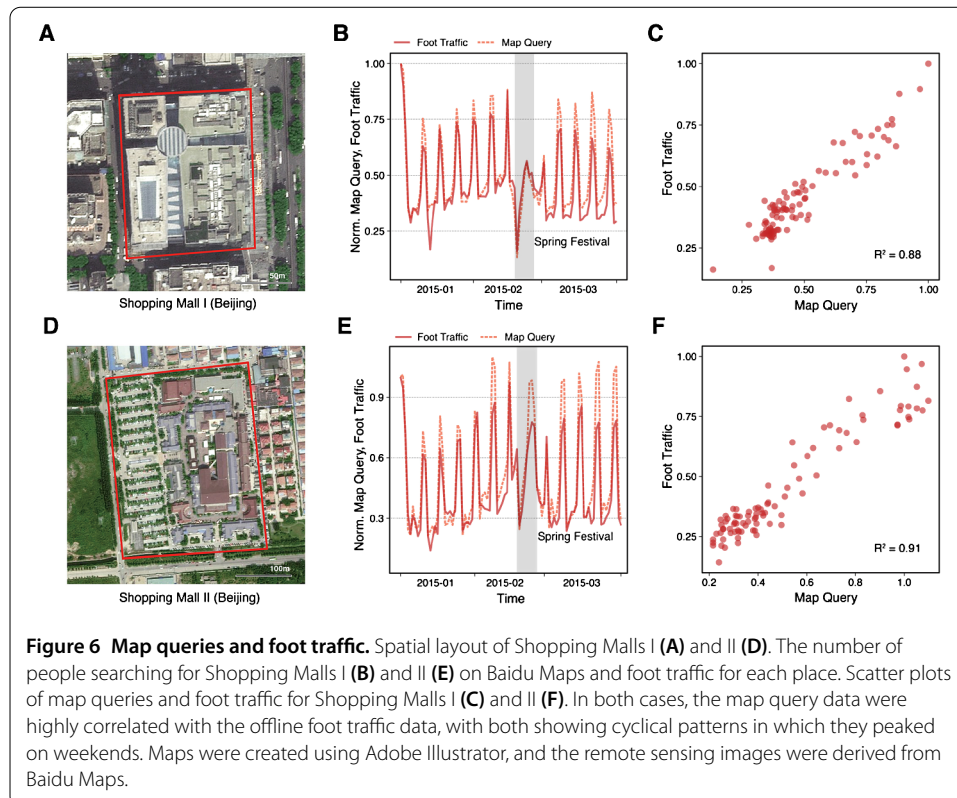 A
50m
Shopping Mall I (Beijing)
B
Foot Traffic Map Query
Norm. Map Query, Foot Traffic
1.00
0.75
0.50
0.25
Spring Festival
2015-01 2015-02 2015-03
Time
C
Foot Traffic
1.00
0.75
0.50
0.25
R² = 0.88
0.25 0.50 0.75 1.00
Map Query
D
100m
Shopping Mall II (Beijing)
E
Foot Traffic Map Query
Norm. Map Query, Foot Traffic
0.9
0.6
0.3
Spring Festival
2015-01 2015-02 2015-03
Time
F
Foot Traffic
1.00
0.75
0.50
0.25
R² = 0.91
0.2 0.4 0.6 0.8 1.0
Map Query
Figure 6 Map queries and foot traffic. Spatial layout of Shopping Malls I (A) and II (D). The number of
people searching for Shopping Malls I (B) and II (E) on Baidu Maps and foot traffic for each place. Scatter plots
of map queries and foot traffic for Shopping Malls I (C) and II (F). In both cases, the map query data were
highly correlated with the offline foot traffic data, with both showing cyclical patterns in which they peaked
on weekends. Maps were created using Adobe Illustrator, and the remote sensing images were derived from
Baidu Maps.